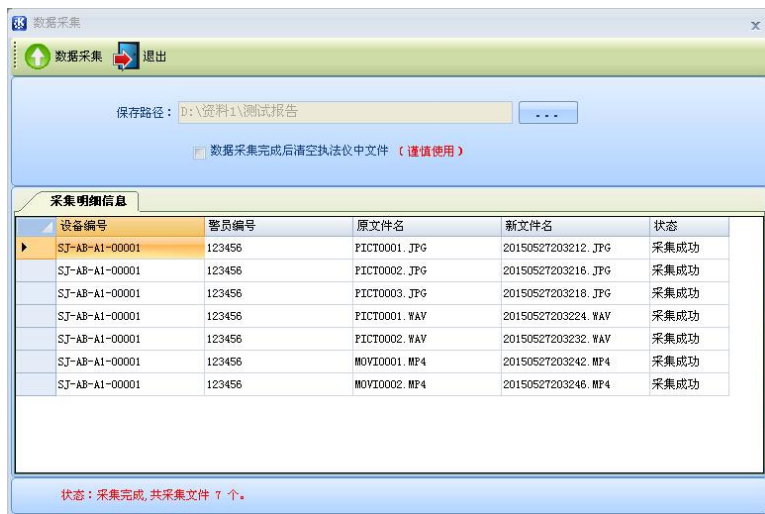 数据采集
数据采集 退出
保存路径： D:\资料1\测试报告 ...
数据采集完成后清空执法仪中文件 （谨慎使用）
采集明细信息
设备编号 警员编号 原文件名 新文件名 状态
SJ-AB-A1-00001 123456 PICT0001.JPG 20150527203212.JPG 采集成功
SJ-AB-A1-00001 123456 PICT0002.JPG 20150527203216.JPG 采集成功
SJ-AB-A1-00001 123456 PICT0003.JPG 20150527203218.JPG 采集成功
SJ-AB-A1-00001 123456 PICT0001.WAV 20150527203224.WAV 采集成功
SJ-AB-A1-00001 123456 PICT0002.WAV 20150527203232.WAV 采集成功
SJ-AB-A1-00001 123456 MOVI0001.MP4 20150527203242.MP4 采集成功
SJ-AB-A1-00001 123456 MOVI0002.MP4 20150527203246.MP4 采集成功
状态：采集完成,共采集文件 7 个。